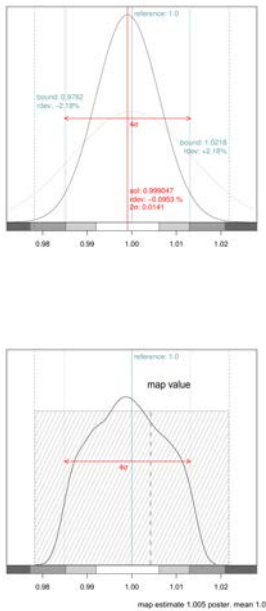 reference: 1.0
bound: 0.9782
rdev: −2.18%
4σ
bound: 1.0218
rdev: +2.18%
sol: 0.999047
rdev: −0.0953 %
2σ: 0.0141
0.98 0.99 1.00 1.01 1.02
reference: 1.0
map value
4σ
0.98 0.99 1.00 1.01 1.02
map estimate 1.005 poster. mean 1.0